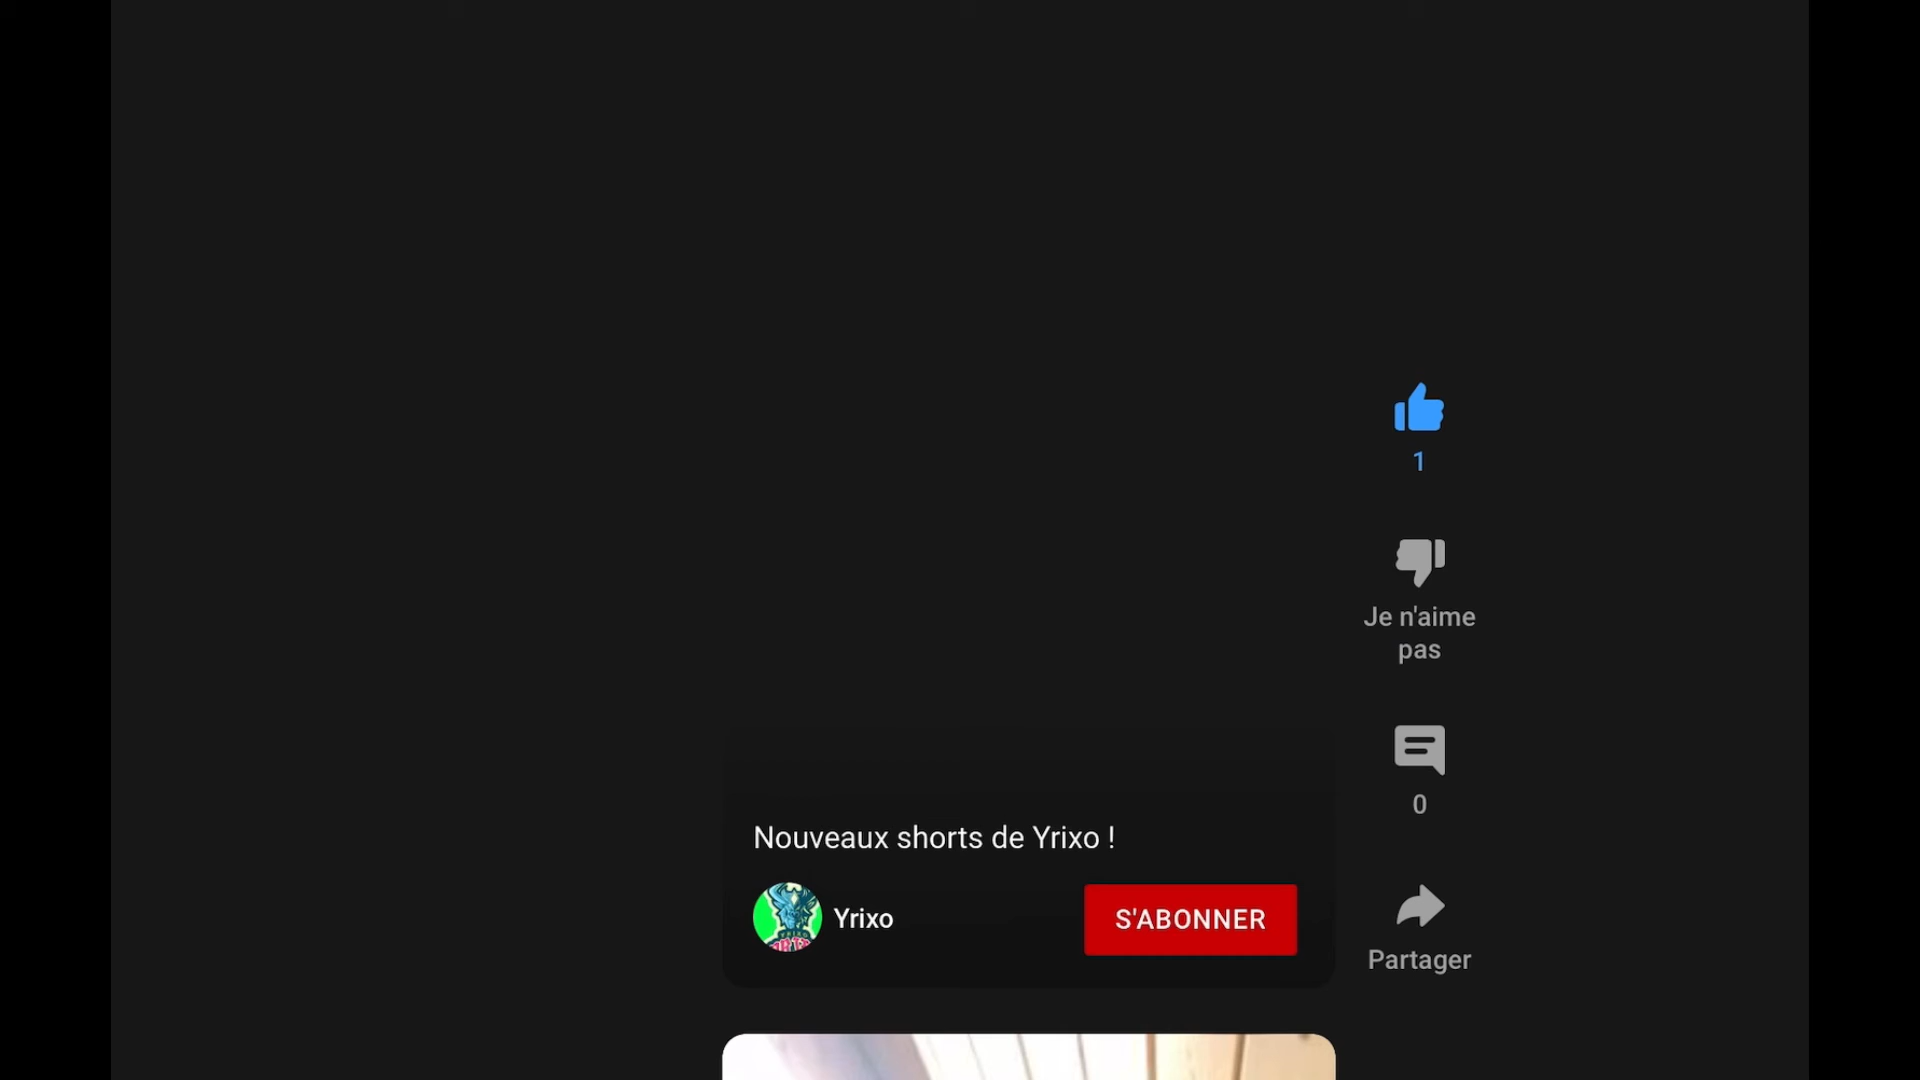 1
Je n'aime
pas
0
Nouveaux shorts de Yrixo !
Yrixo
S'ABONNER
Partager